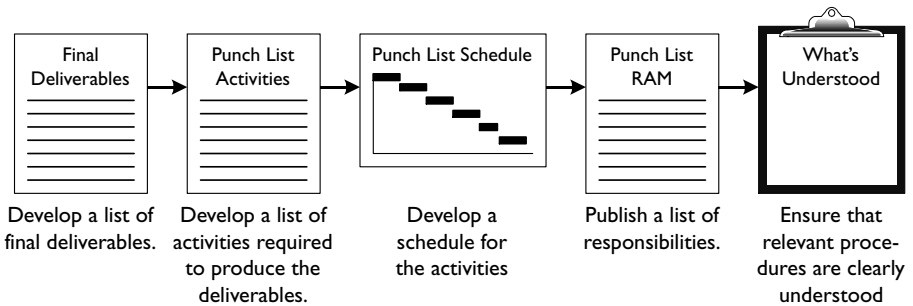 Final
Deliverables
Punch List
Activities
Punch List Schedule
Punch List
RAM
What's
Understood
Develop a list of
final deliverables.
Develop a list of
activities required
to produce the
deliverables.
Develop a
schedule for
the activities
Publish a list of
responsibilities.
Ensure that
relevant proce-
dures are clearly
understood